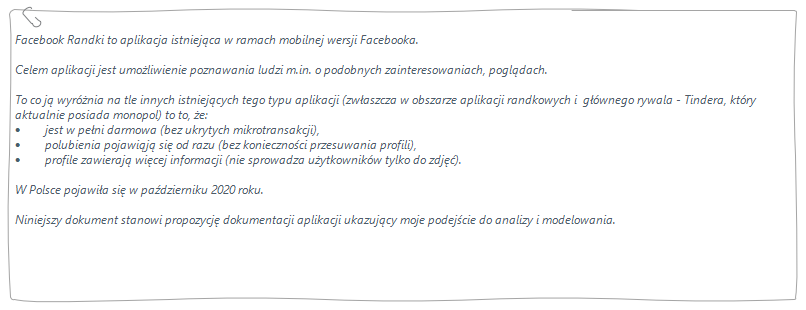 Facebook Randki to aplikacja istniejąca w ramach mobilnej wersji Facebooka.
Celem aplikacji jest umożliwienie poznawania ludzi m.in. o podobnych zainteresowaniach, poglądach.
To co ją wyróżnia na tle innych istniejących tego typu aplikacji (zwłaszcza w obszarze aplikacji randkowych i głównego rywala - Tindera, który
aktualnie posiada monopol) to to, że:
• jest w pełni darmowa (bez ukrytych mikrotransakcji),
• polubienia pojawiąją się od razu (bez konieczności przesuwania profili),
• profile zawierają więcej informacji (nie sprowadza użytkowników tylko do zdjęć).
W Polsce pojawiła się w październiku 2020 roku.
Niniejszy dokument stanowi propozycję dokumentacji aplikacji ukazujący moje podejście do analizy i modelowania.